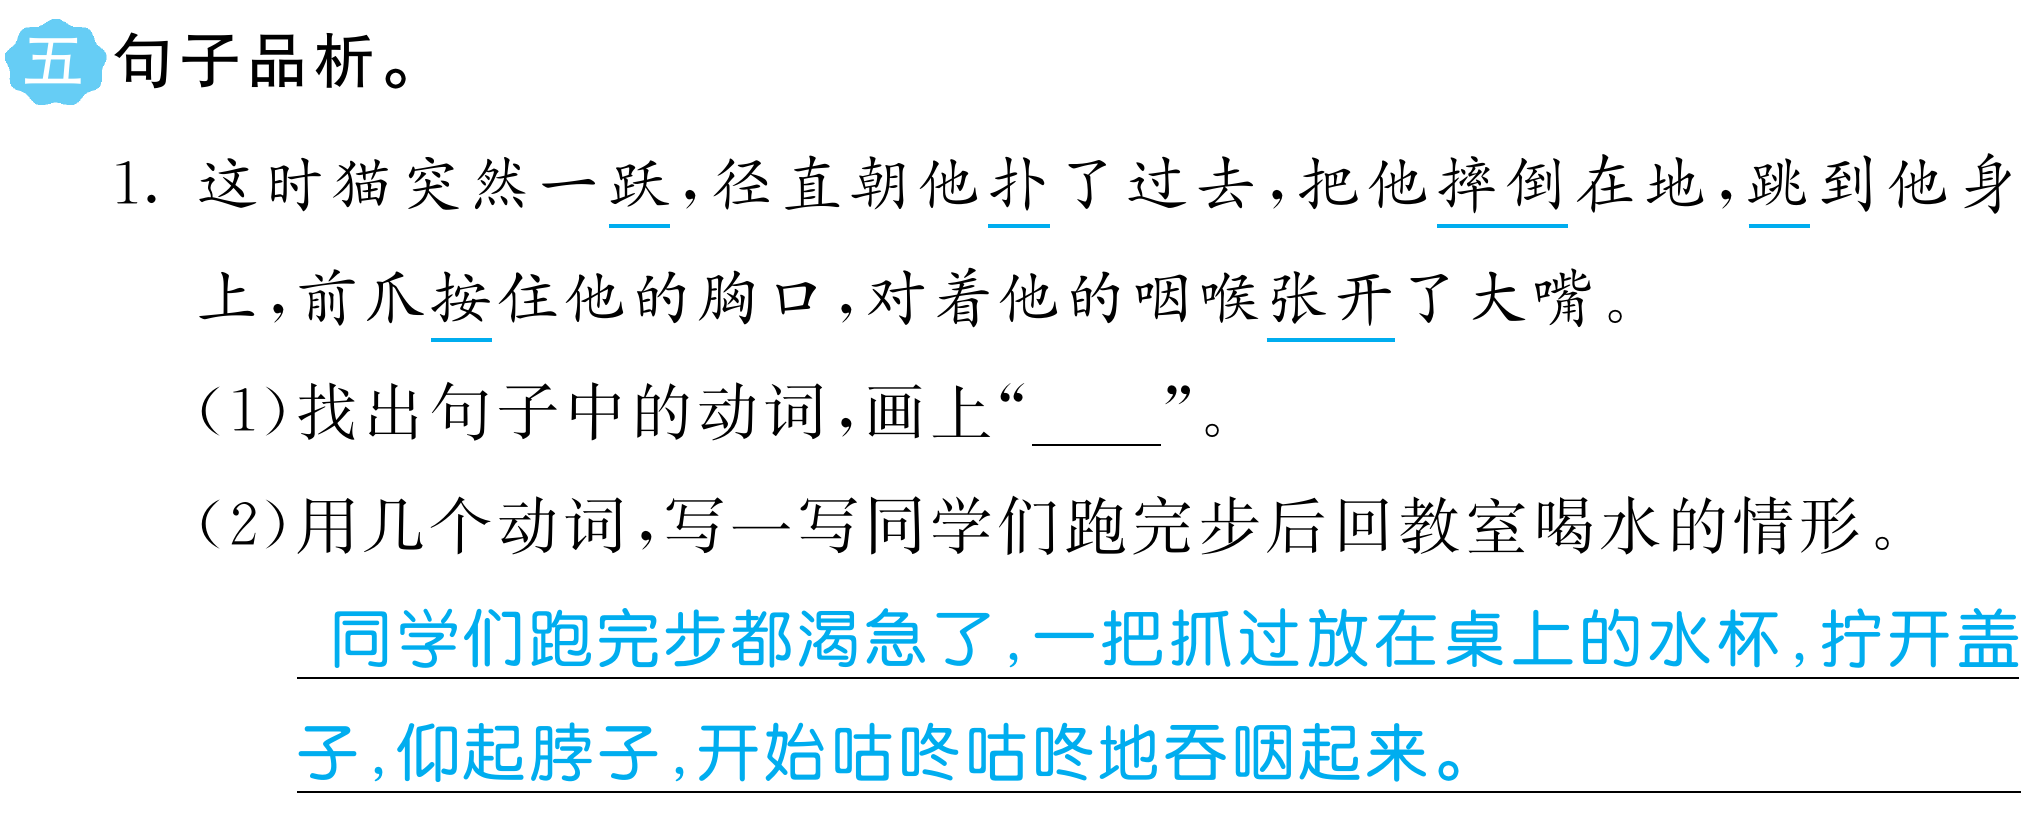 五 句子品析。
1. 这时猫突然一跃,径直朝他扑了过去,把他摔倒在地,跳到他身
上,前爪按住他的胸口,对着他的咽喉张开了大嘴。
(1)找出句子中的动词,画上“____”。
(2)用几个动词,写一写同学们跑完步后回教室喝水的情形。
同学们跑完步都渴急了,一把抓过放在桌上的水杯,拧开盖
子,仰起脖子,开始咕咚咕咚地吞咽起来。